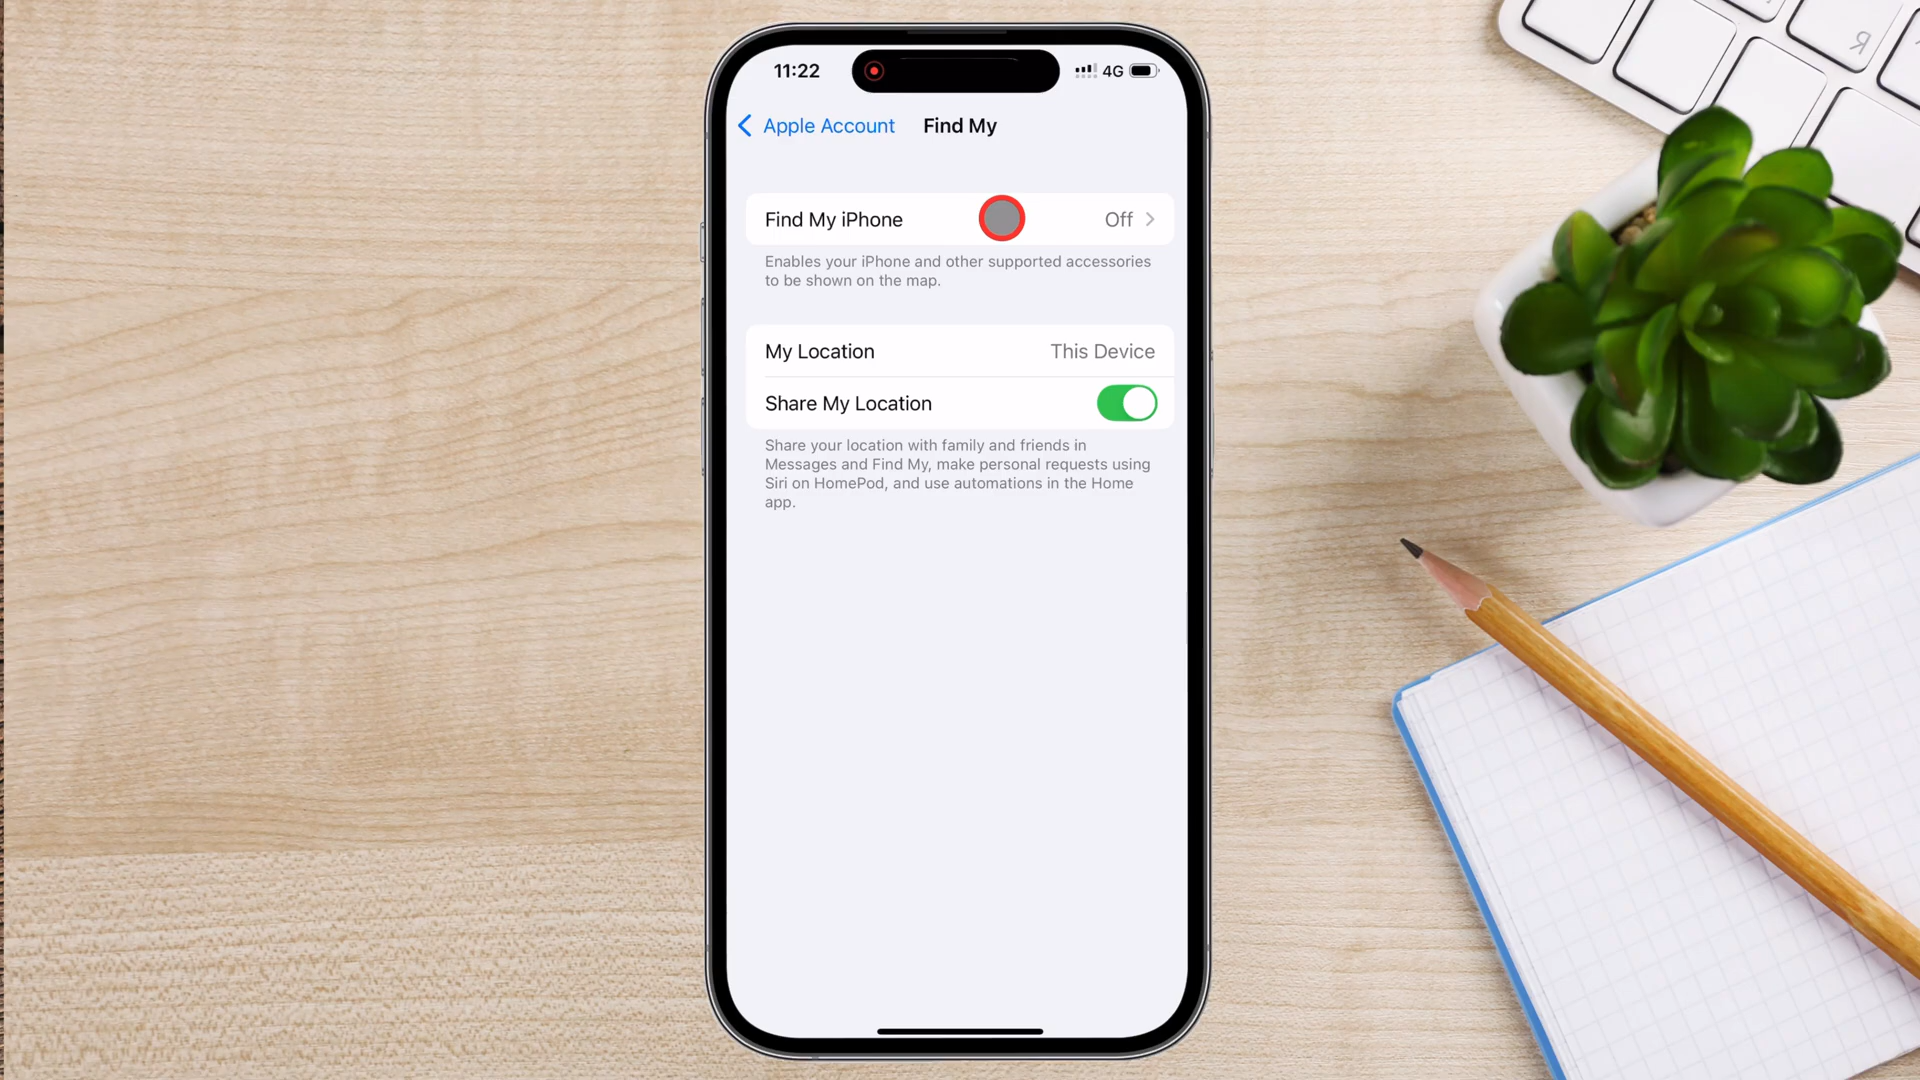 11:22
4G
Apple Account
Find My
Find My iPhone
Off
Enables your iPhone and other supported accessories
to be shown on the map.
My Location
This Device
Share My Location
Share your location with family and friends in
Messages and Find My, make personal requests using
Siri on HomePod, and use automations in the Home
app.
R